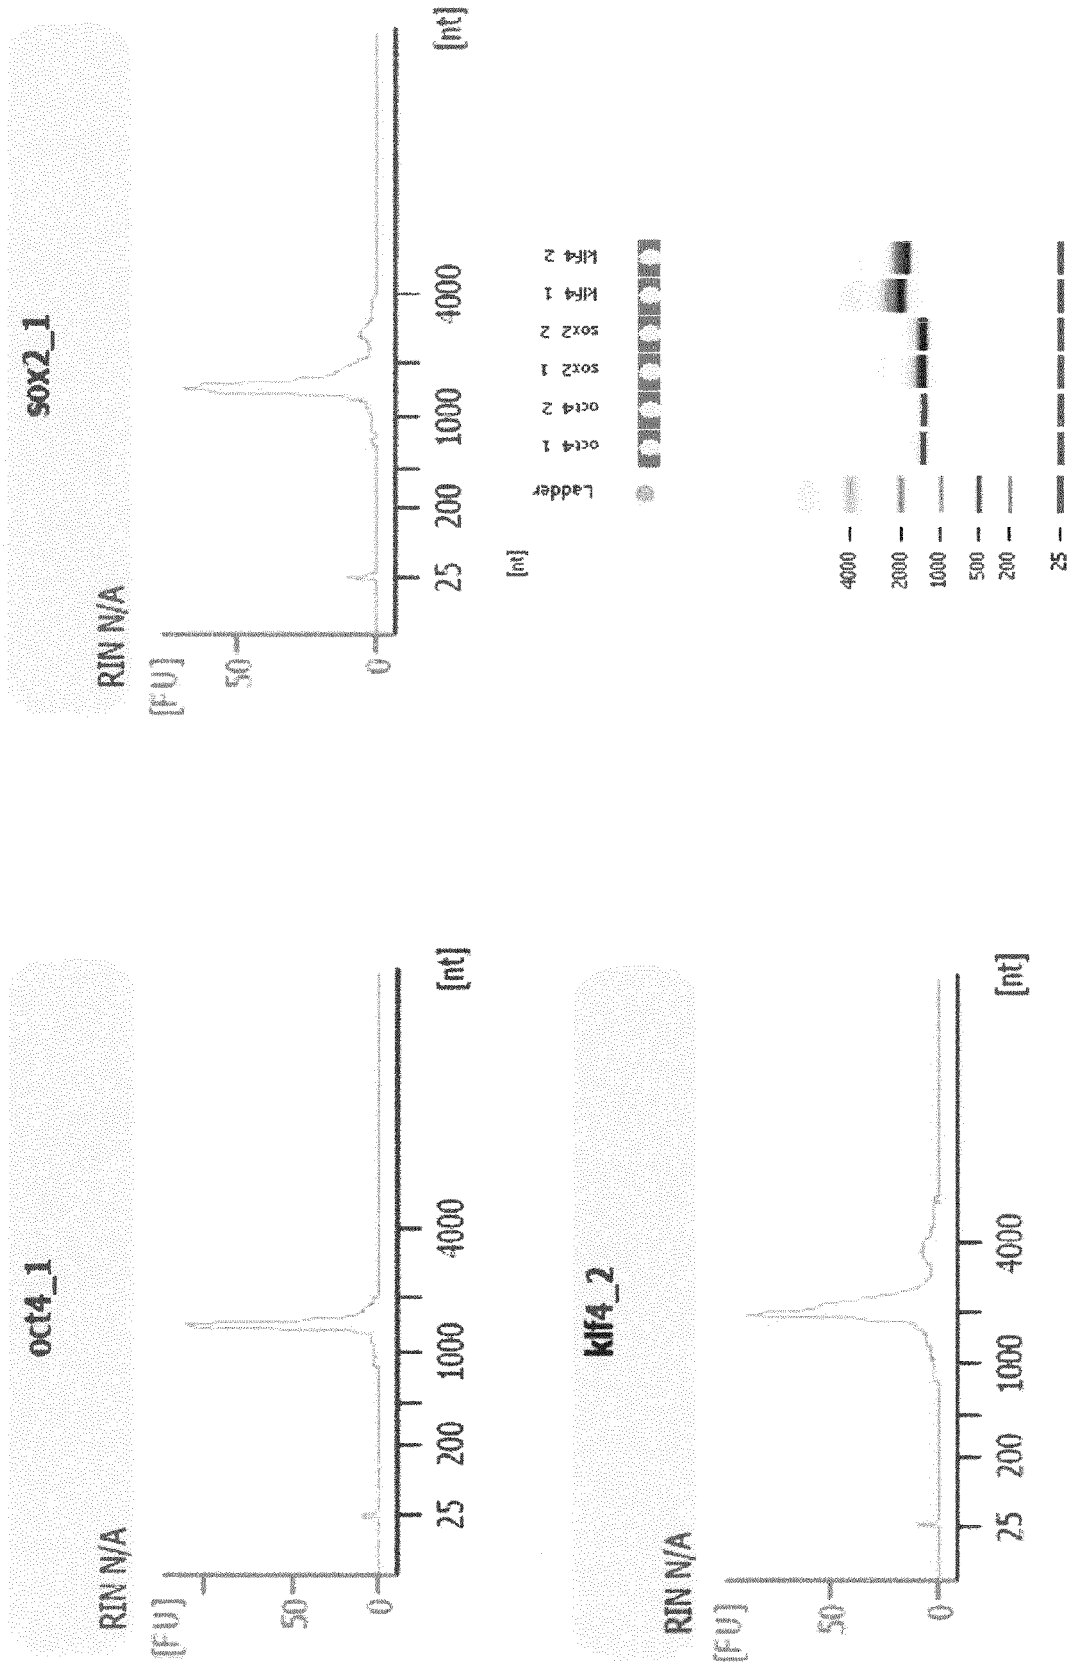 oct4_1
RIN N/A
[FU]
50
0
25 200 1000 4000 [nt]
sox2_1
RIN N/A
[FU]
50
0
25 200 1000 4000 [nt]
klf4_2
RIN N/A
[FU]
50
0
25 200 1000 4000 [nt]
[nt]
Ladder
oct4 1
oct4 2
sox2 1
sox2 2
klf4 1
klf4 2
4000
2000
1000
500
200
25